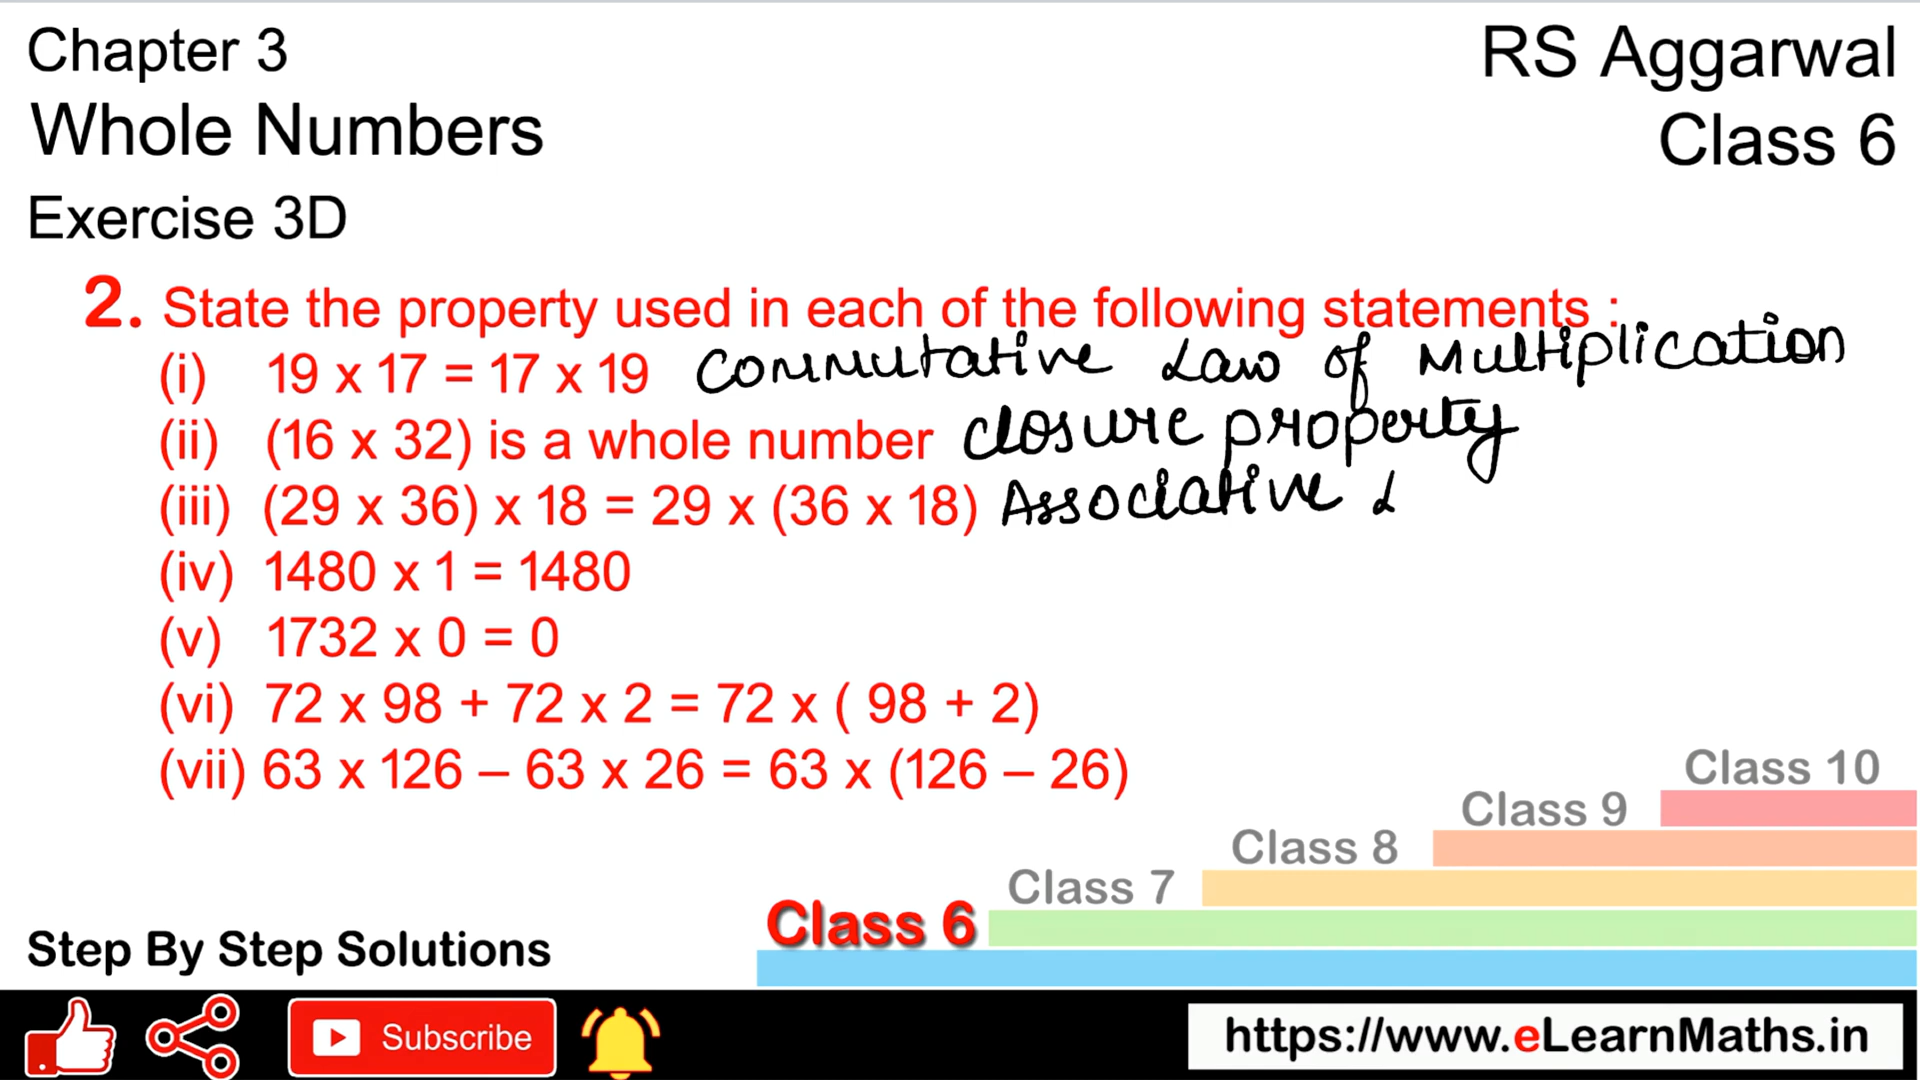 Chapter 3
RS Aggarwal
Whole Numbers
Class 6
Exercise 3D
2. State the property used in each of the following statements :
(i) 19 x 17 = 17 x 19 Commutative Law of Multiplication
(ii) (16 x 32) is a whole number closure property
(iii) (29 x 36) x 18 = 29 x (36 x 18) Associative L
(iv) 1480 x 1 = 1480
(v) 1732 x 0 = 0
(vi) 72 x 98 + 72 x 2 = 72 x ( 98 + 2)
(vii) 63 x 126 – 63 x 26 = 63 x (126 – 26)
Class 10
Class 9
Class 8
Class 7
Class 6
Step By Step Solutions
Subscribe
https://www.eLearnMaths.in